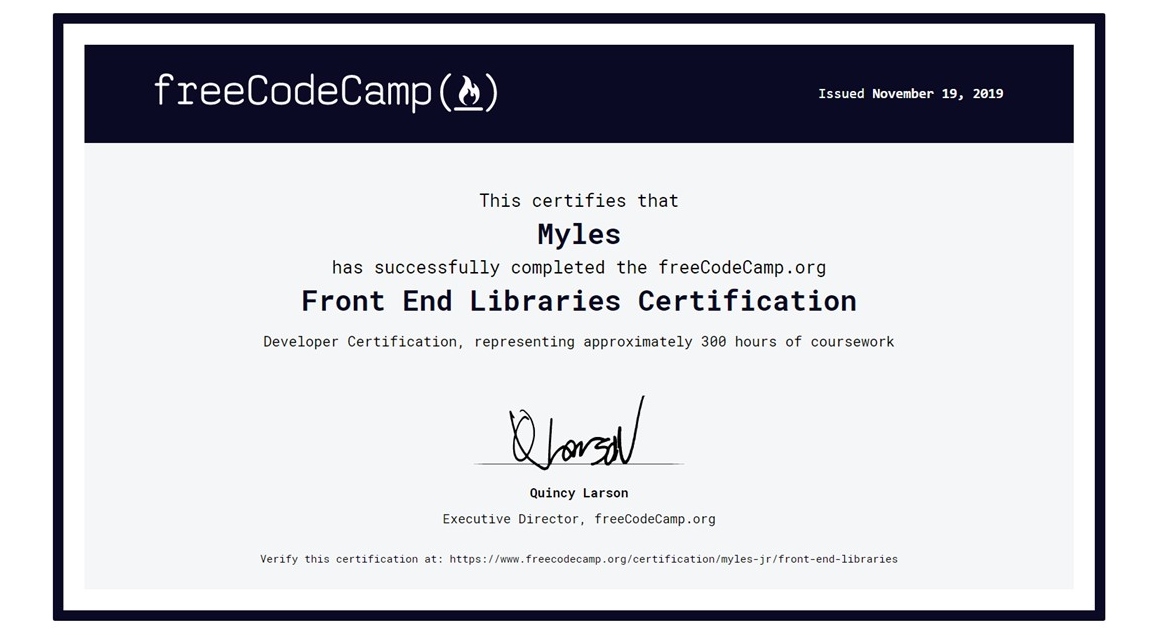 freeCodeCamp(🔥)
Issued November 19, 2019
This certifies that
Myles
has successfully completed the freeCodeCamp.org
Front End Libraries Certification
Developer Certification, representing approximately 300 hours of coursework
Q Larson
Quincy Larson
Executive Director, freeCodeCamp.org
Verify this certification at: https://www.freecodecamp.org/certification/myles-jr/front-end-libraries